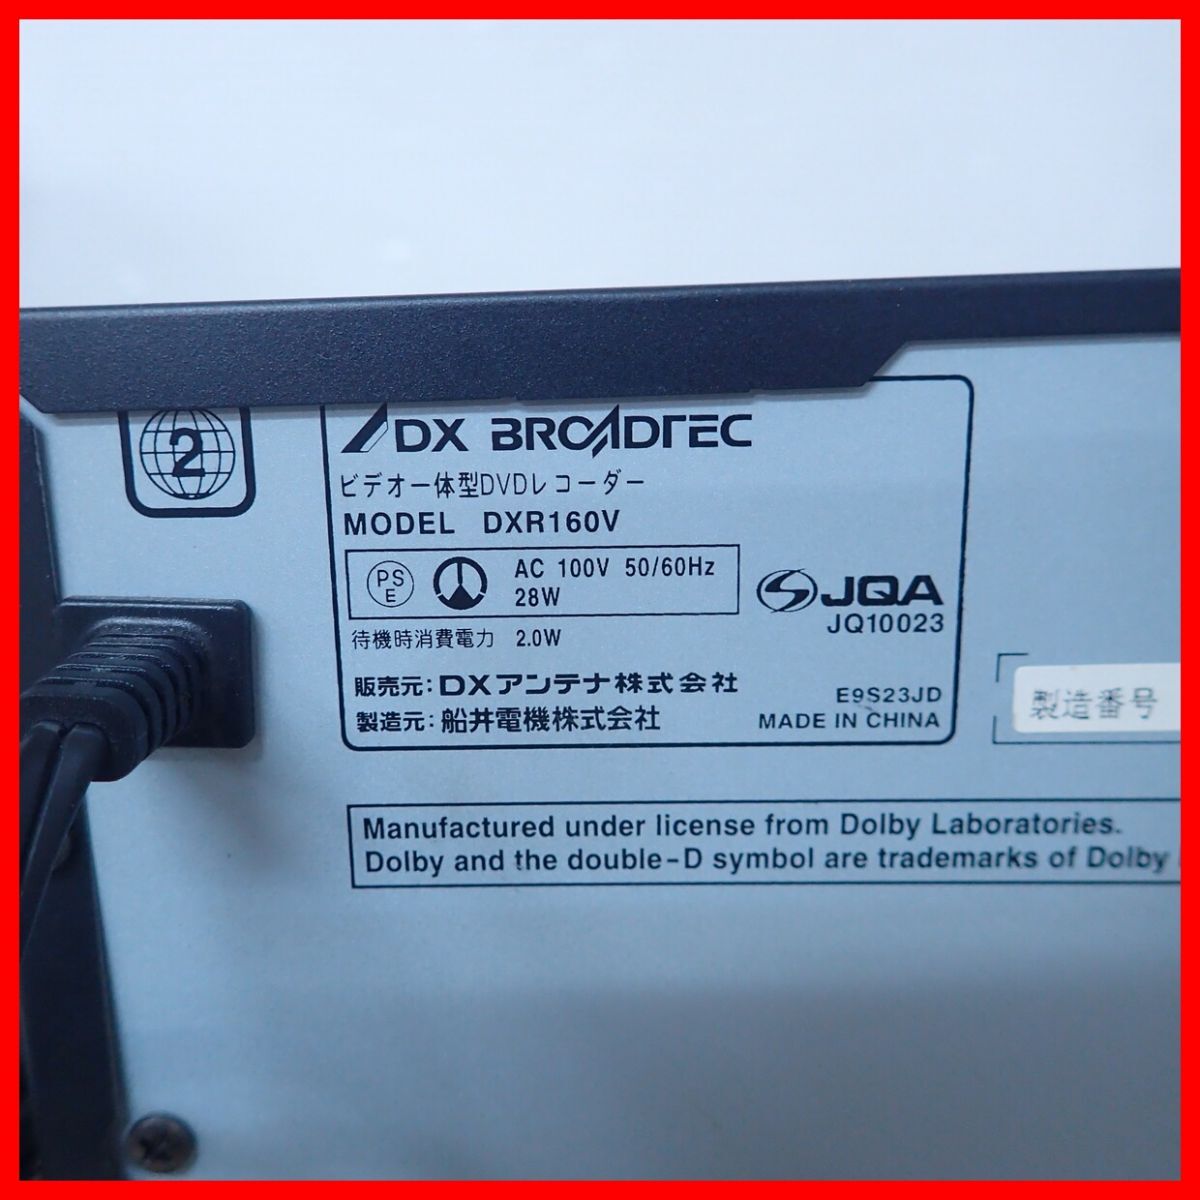 2
DX BROADTEC
ビデオ一体型DVDレコーダー
MODEL DXR160V
PS
E
AC 100V 50/60Hz
28W
JQA
JQ10023
待機時消費電力 2.0W
販売元:DXアンテナ株式会社
製造元:船井電機株式会社
E9S23JD
MADE IN CHINA
製造番号
Manufactured under license from Dolby Laboratories.
Dolby and the double-D symbol are trademarks of Dolby